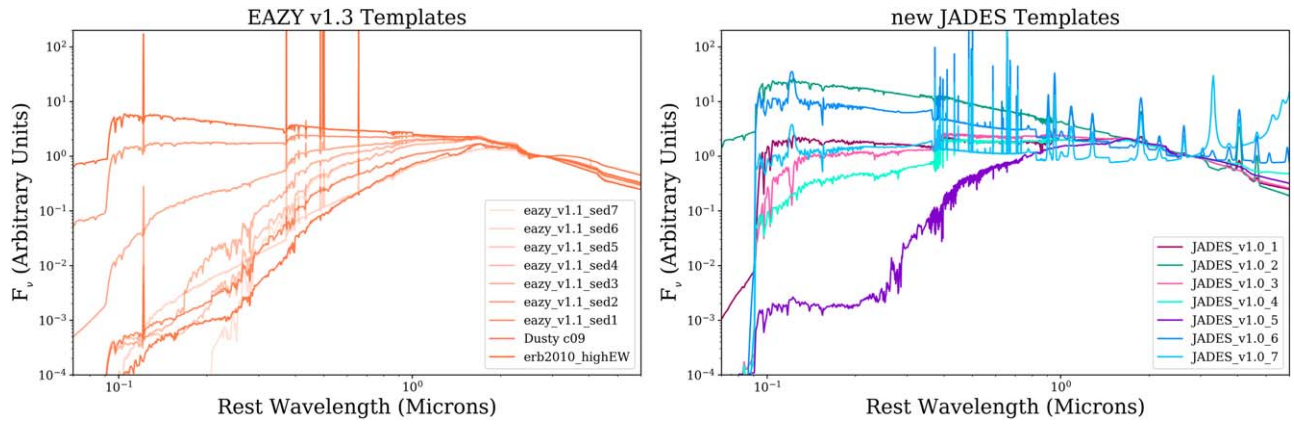 EAZY v1.3 Templates
F_ν (Arbitrary Units)
10²
10¹
10⁰
10⁻¹
10⁻²
10⁻³
10⁻⁴
eazy_v1.1_sed7
eazy_v1.1_sed6
eazy_v1.1_sed5
eazy_v1.1_sed4
eazy_v1.1_sed3
eazy_v1.1_sed2
eazy_v1.1_sed1
Dusty c09
erb2010_highEW
10⁻¹
10⁰
Rest Wavelength (Microns)
new JADES Templates
F_ν (Arbitrary Units)
10²
10¹
10⁰
10⁻¹
10⁻²
10⁻³
10⁻⁴
JADES_v1.0_1
JADES_v1.0_2
JADES_v1.0_3
JADES_v1.0_4
JADES_v1.0_5
JADES_v1.0_6
JADES_v1.0_7
10⁻¹
10⁰
Rest Wavelength (Microns)